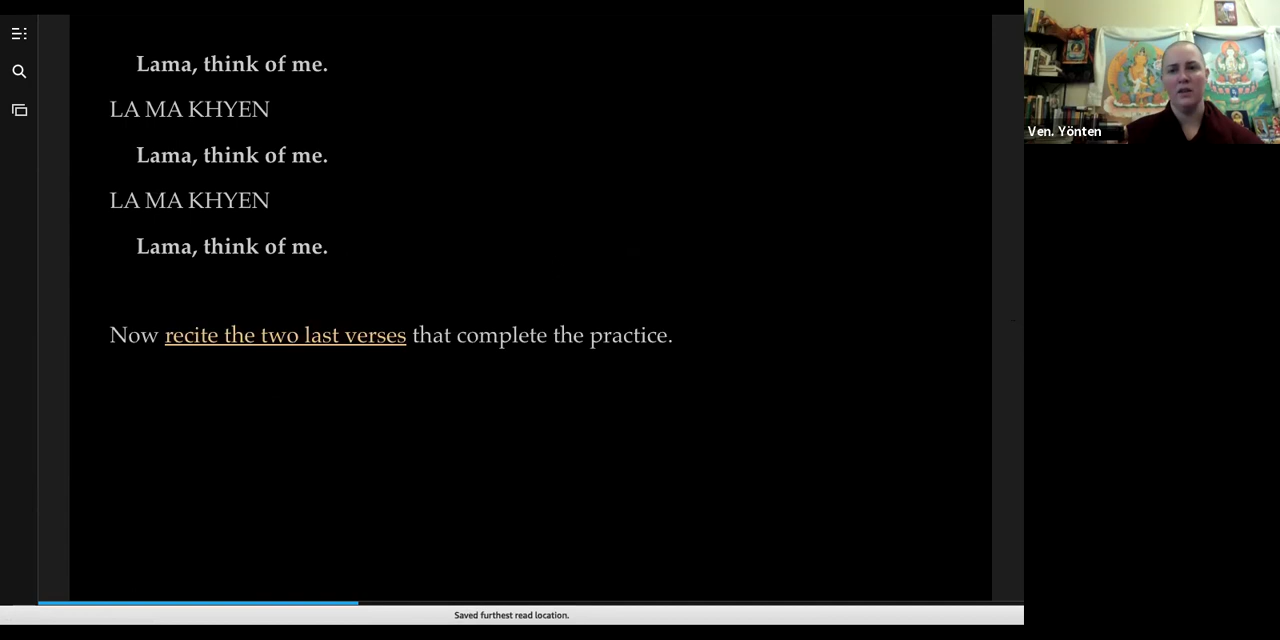 Lama, think of me.
LA MA KHYEN
Lama, think of me.
LA MA KHYEN
Lama, think of me.
Now recite the two last verses that complete the practice.
Saved furthest read location.
Ven. Yönten